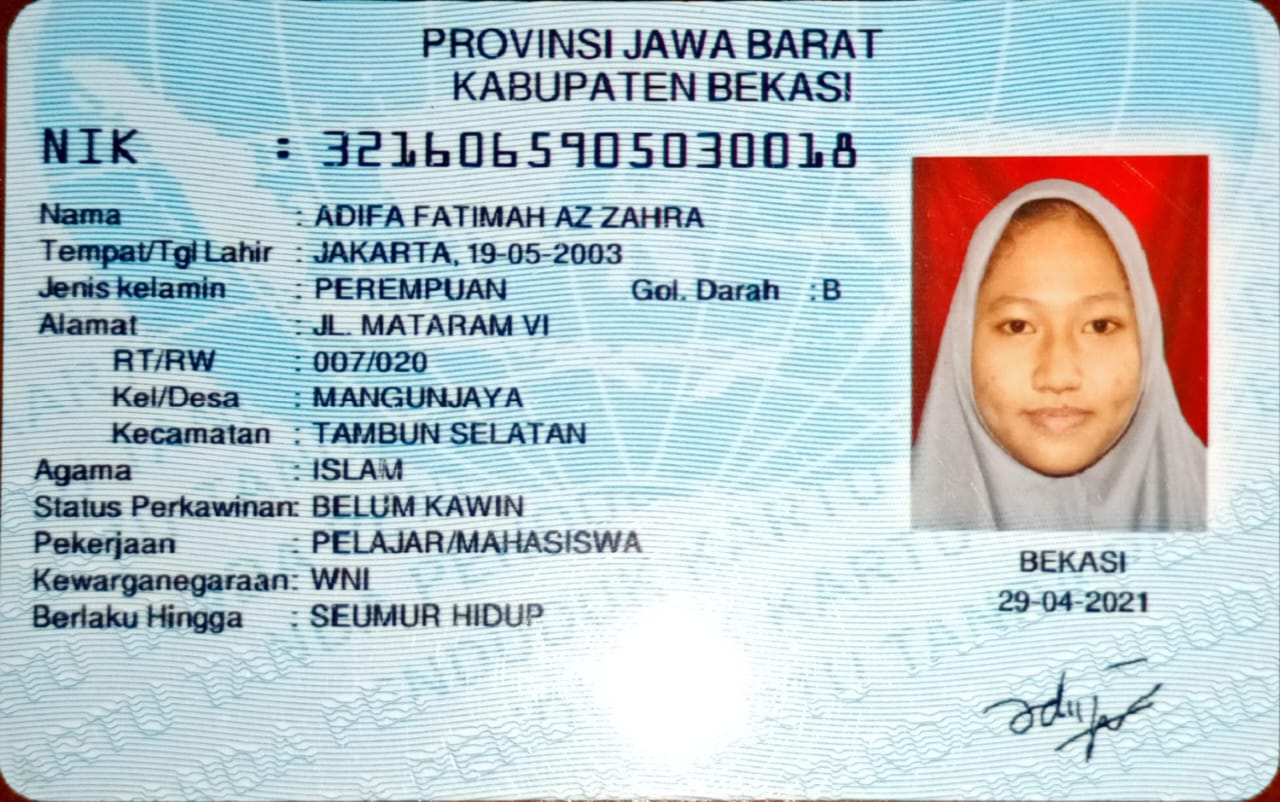 PROVINSI JAWA BARAT
KABUPATEN BEKASI
NIK : 3216065905030018
Nama : ADIFA FATIMAH AZ ZAHRA
Tempat/Tgl Lahir : JAKARTA, 19-05-2003
Jenis kelamin : PEREMPUAN Gol. Darah : B
Alamat : JL. MATARAM VI
RT/RW : 007/020
Kel/Desa : MANGUNJAYA
Kecamatan : TAMBUN SELATAN
Agama : ISLAM
Status Perkawinan: BELUM KAWIN
Pekerjaan : PELAJAR/MAHASISWA
Kewarganegaraan: WNI
Berlaku Hingga : SEUMUR HIDUP
BEKASI
29-04-2021